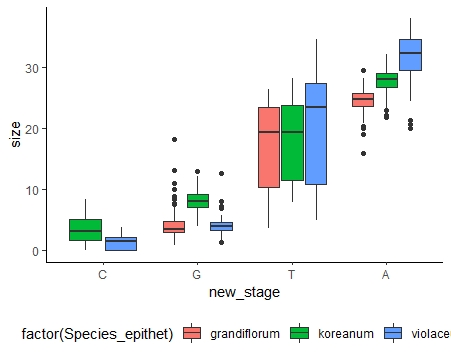 30
20
10
0
size
C G T A
new_stage
factor(Species_epithet) grandiflorum koreanum violace